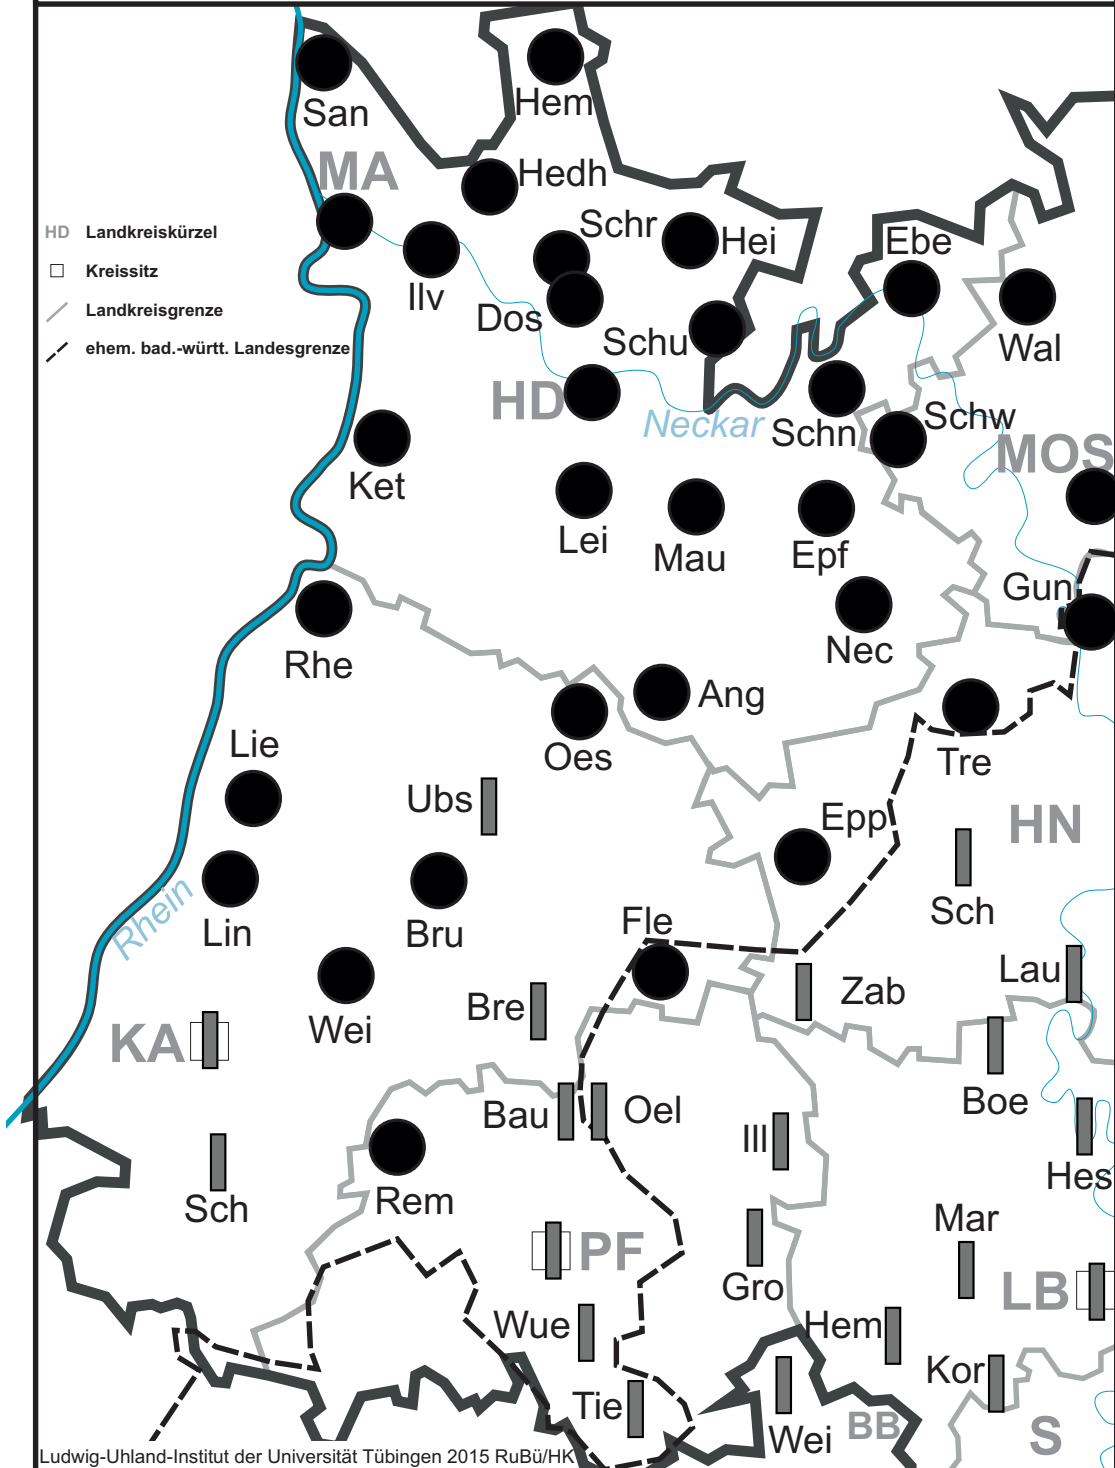 San
Hem
MA
Hedh
Schr
Hei
Ebe
HD Landkreiskürzel
Kreissitz
Landkreisgrenze
ehem. bad.-württ. Landesgrenze
Ilv
Dos
Schu
Wal
HD
Neckar
Schn
Schw
MOS
Ket
Lei
Mau
Epf
Gun
Rhe
Nec
Ang
Oes
Lie
Tre
Ubs
Epp
HN
Rhein
Lin
Bru
Fle
Sch
Lau
Bre
Zab
Wei
KA
Bau
Oel
Ill
Boe
Hes
Sch
Rem
Mar
PF
Gro
LB
Wue
Hem
Kor
Tie
Wei
BB
S
Ludwig-Uhland-Institut der Universität Tübingen 2015 RuBü/HK